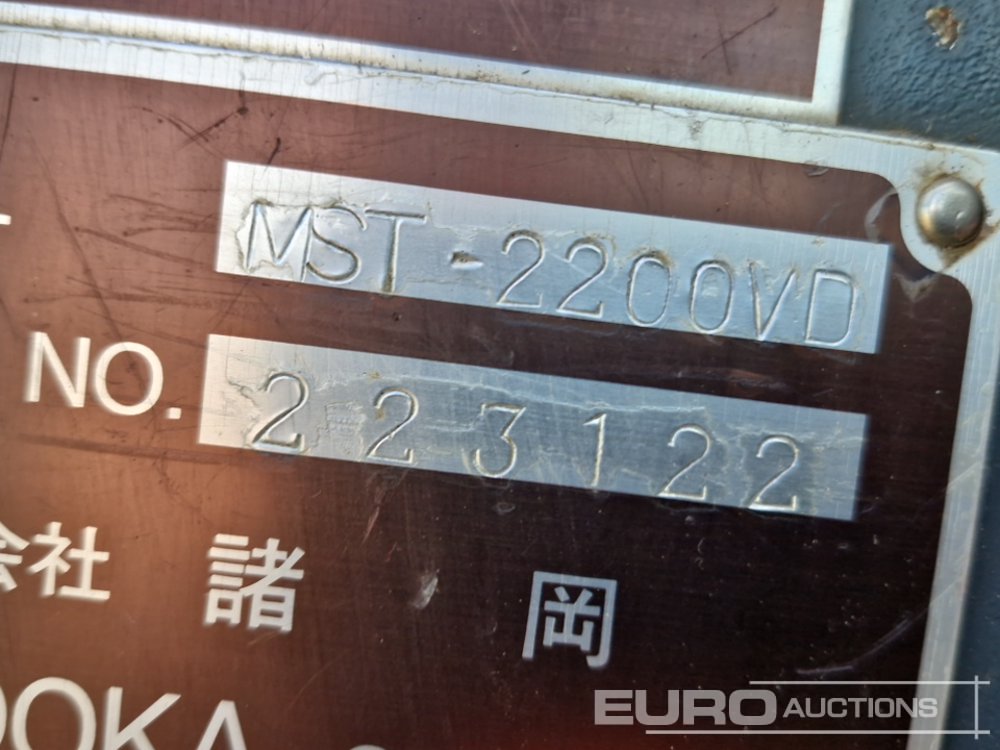 MST-2200VD
NO. 223122
会社 諸岡
OOKA
EURO AUCTIONS